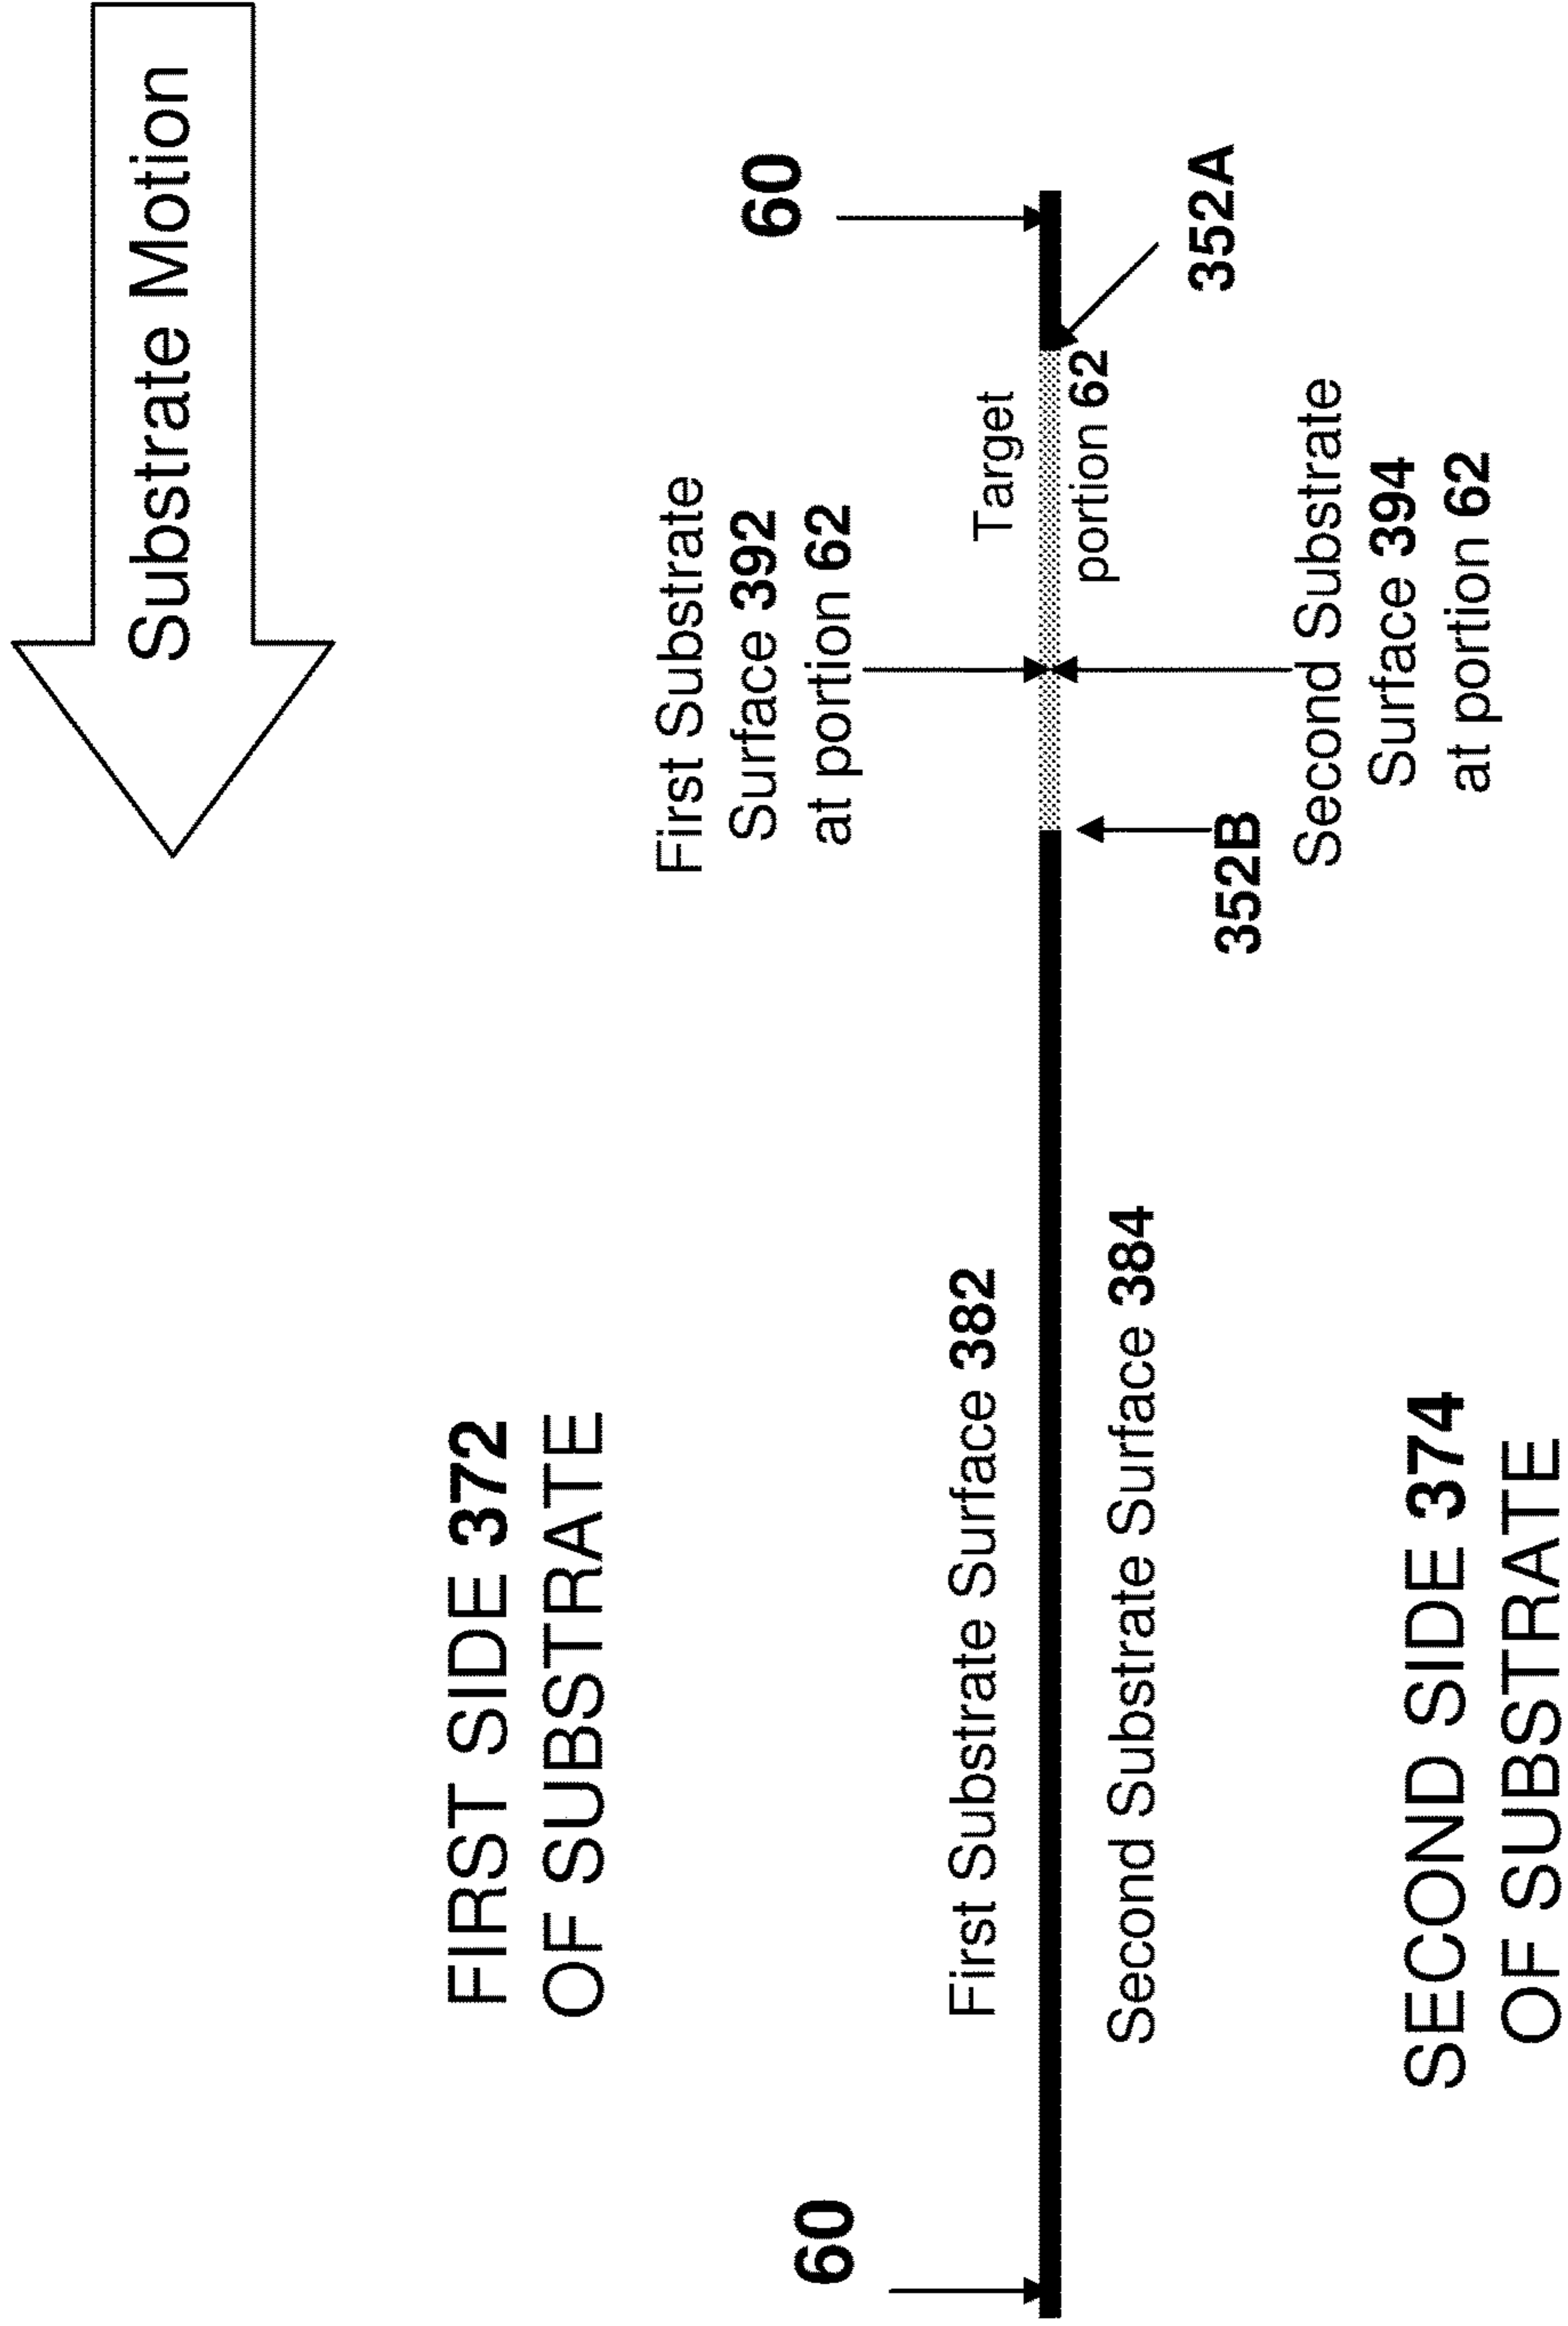 Substrate Motion
FIRST SIDE 372
OF SUBSTRATE
First Substrate
Surface 392
at portion 62
60
60
First Substrate Surface 382
Target
portion 62
Second Substrate Surface 384
352A
352B
Second Substrate
Surface 394
at portion 62
SECOND SIDE 374
OF SUBSTRATE